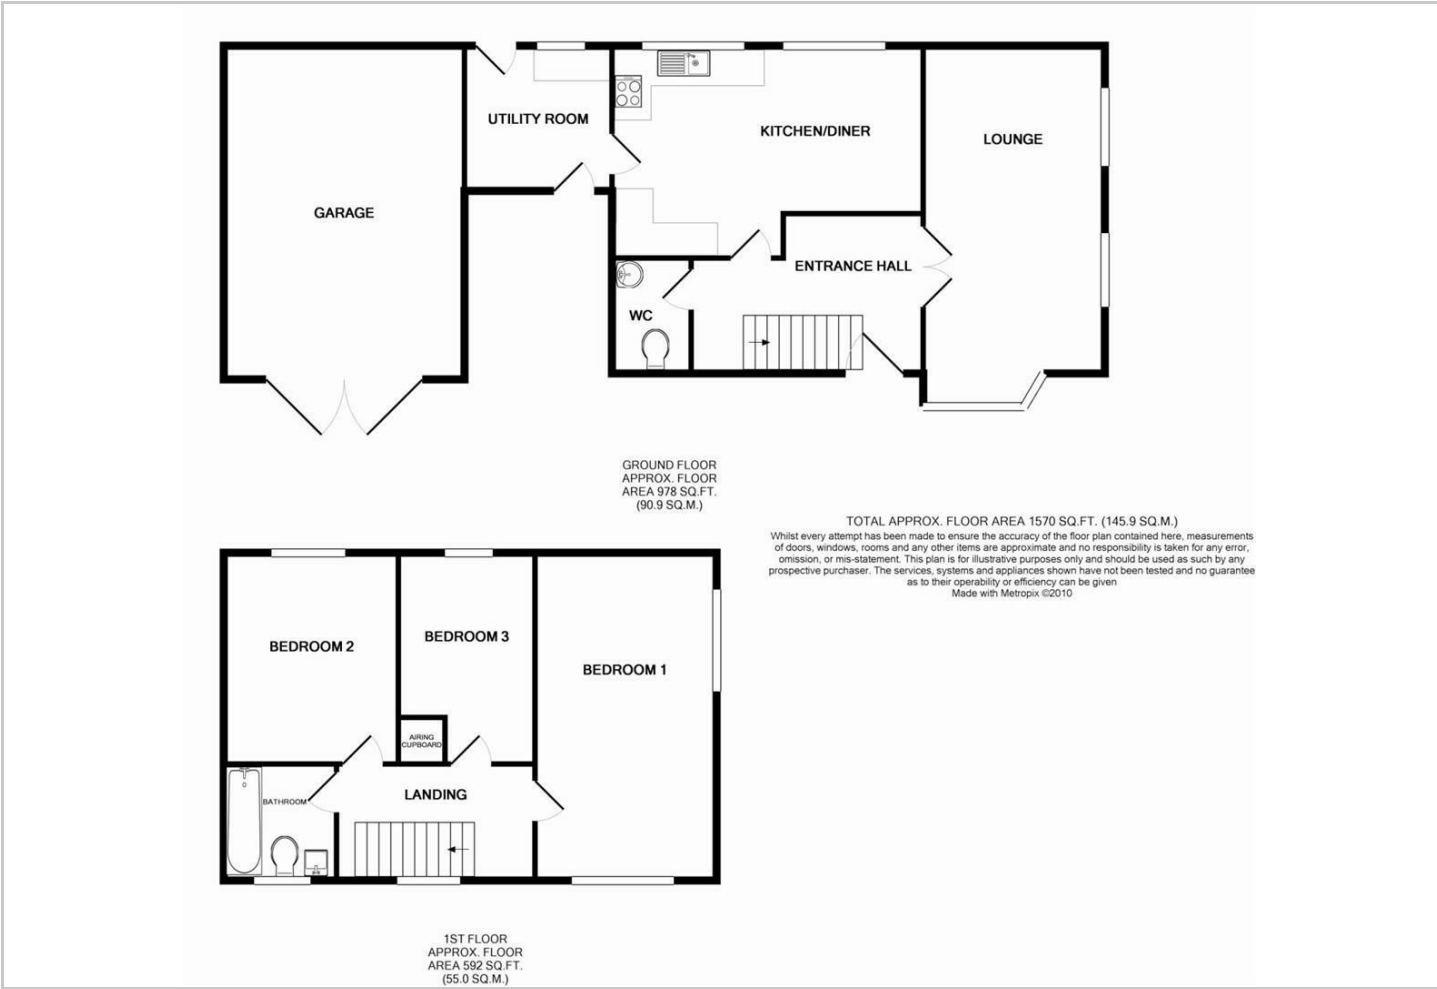 UTILITY ROOM
KITCHEN/DINER
LOUNGE
GARAGE
ENTRANCE HALL
WC
GROUND FLOOR
APPROX. FLOOR
AREA 978 SQ.FT.
(90.9 SQ.M.)
TOTAL APPROX. FLOOR AREA 1570 SQ.FT. (145.9 SQ.M.)
Whilst every attempt has been made to ensure the accuracy of the floor plan contained here, measurements
of doors, windows, rooms and any other items are approximate and no responsibility is taken for any error,
omission, or mis-statement. This plan is for illustrative purposes only and should be used as such by any
prospective purchaser. The services, systems and appliances shown have not been tested and no guarantee
as to their operability or efficiency can be given
Made with Metropix ©2010
BEDROOM 2
BEDROOM 3
BEDROOM 1
AIRING
CUPBOARD
BATHROOM
LANDING
1ST FLOOR
APPROX. FLOOR
AREA 592 SQ.FT.
(55.0 SQ.M.)